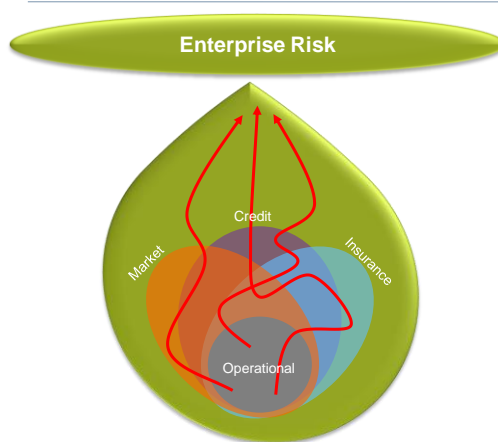 Enterprise Risk
Credit
Market
Insurance
Operational